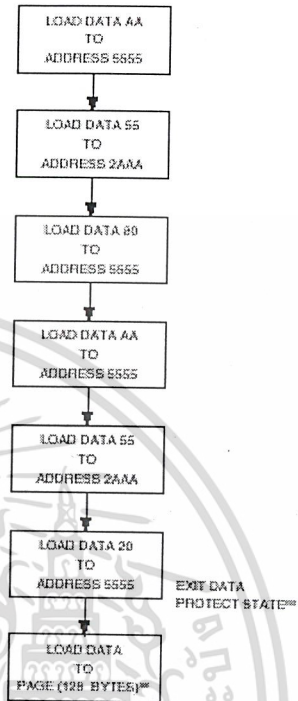 LOAD DATA AA
TO
ADDRESS 5555
LOAD DATA 55
TO
ADDRESS 2AAA
LOAD DATA 80
TO
ADDRESS 5555
LOAD DATA AA
TO
ADDRESS 5555
LOAD DATA 55
TO
ADDRESS 2AAA
LOAD DATA 20
TO
ADDRESS 5555
EXIT DATA
PROTECT STATE
LOAD DATA
TO
PAGE (128 BYTES)